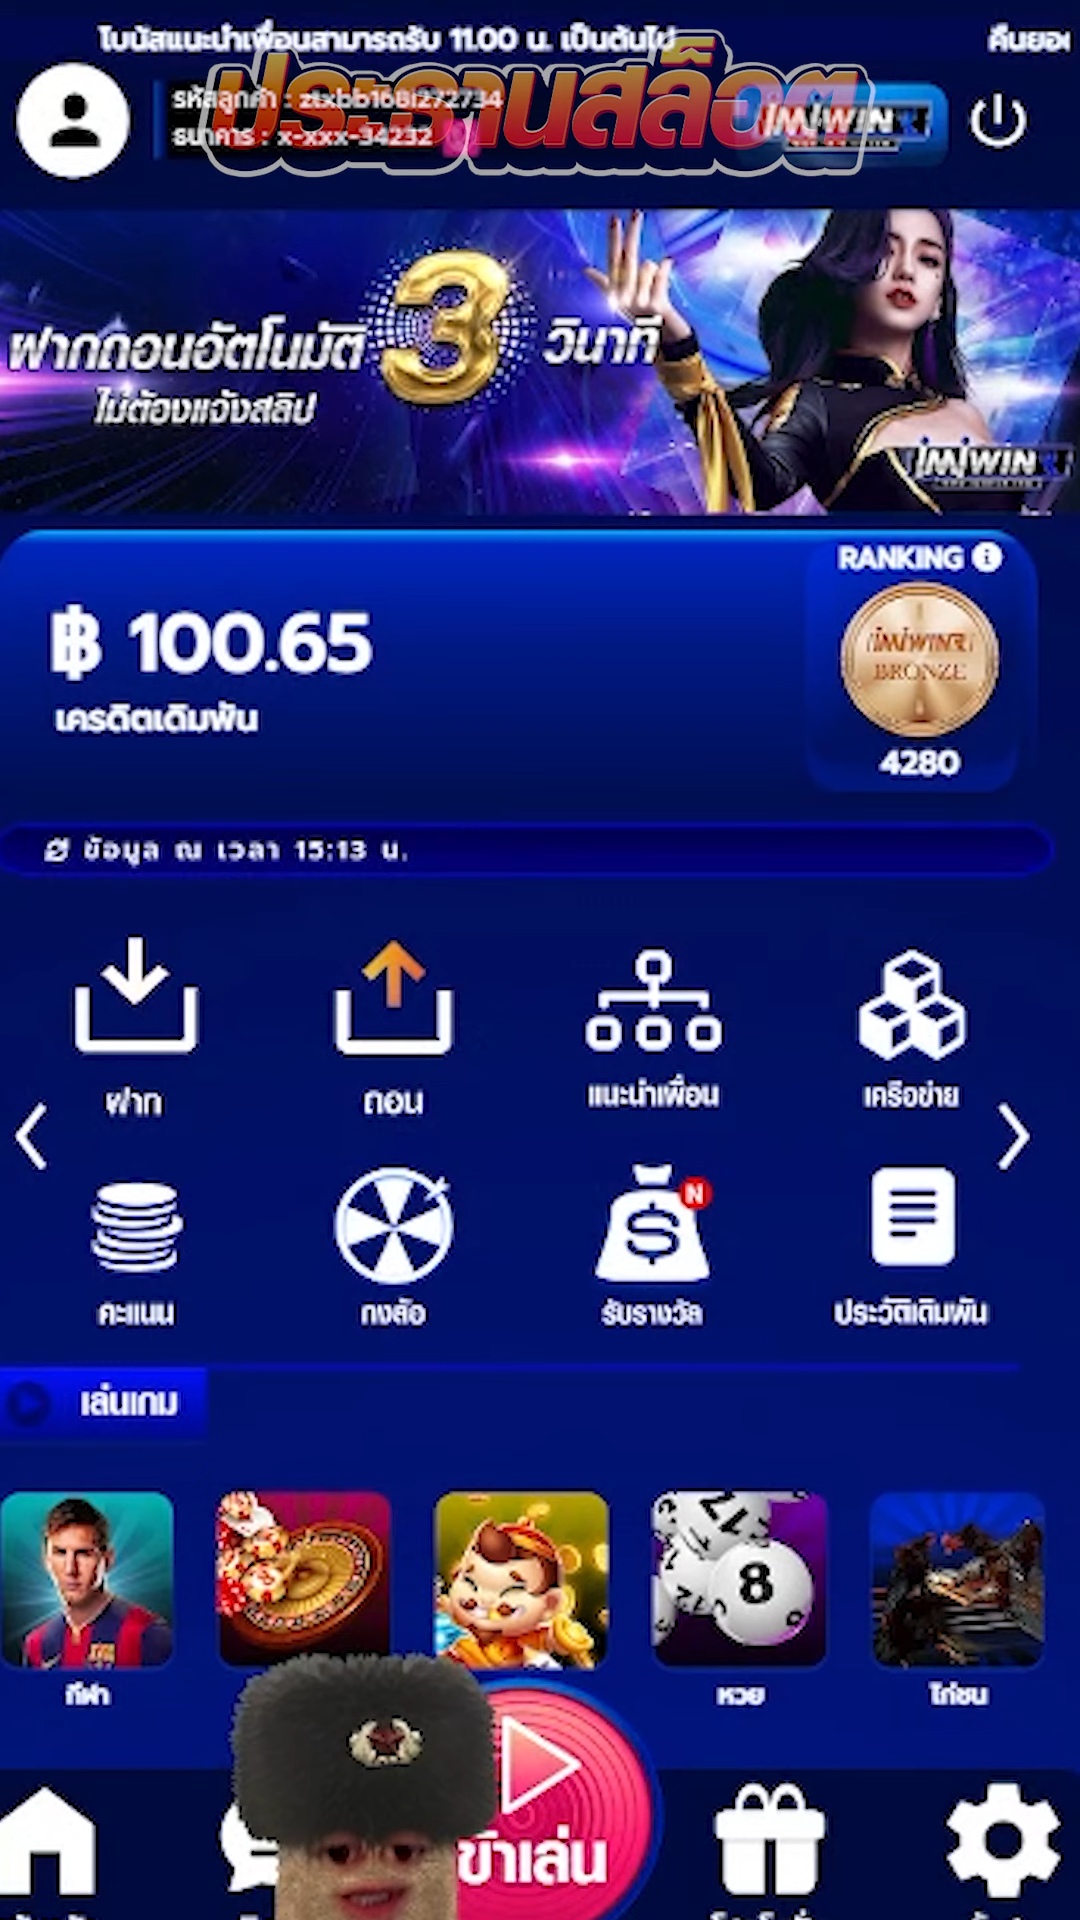 โบนัสแนะนำเพื่อนสามารถรับ 11.00 น. เป็นต้นไป
คืนยอด
ประธานสล็อต
รหัสลูกค้า : ztxbb168i272734
ธนาคาร : x-xxx-34232
iMIWIN
ฝากถอนอัตโนมัติ 3 วินาที
ไม่ต้องแจ้งสลิป
iMIWIN
RANKING
฿ 100.65
iMIWINR
BRONZE
เครดิตเดิมพัน
4280
ข้อมูล ณ เวลา 15:13 น.
ฝาก
ถอน
แนะนำเพื่อน
เครือข่าย
N
คะแนน
กงล้อ
รับรางวัล
ประวัติเดิมพัน
เล่นเกม
8
กีฬา
หวย
ไก่ชน
เข้าเล่น